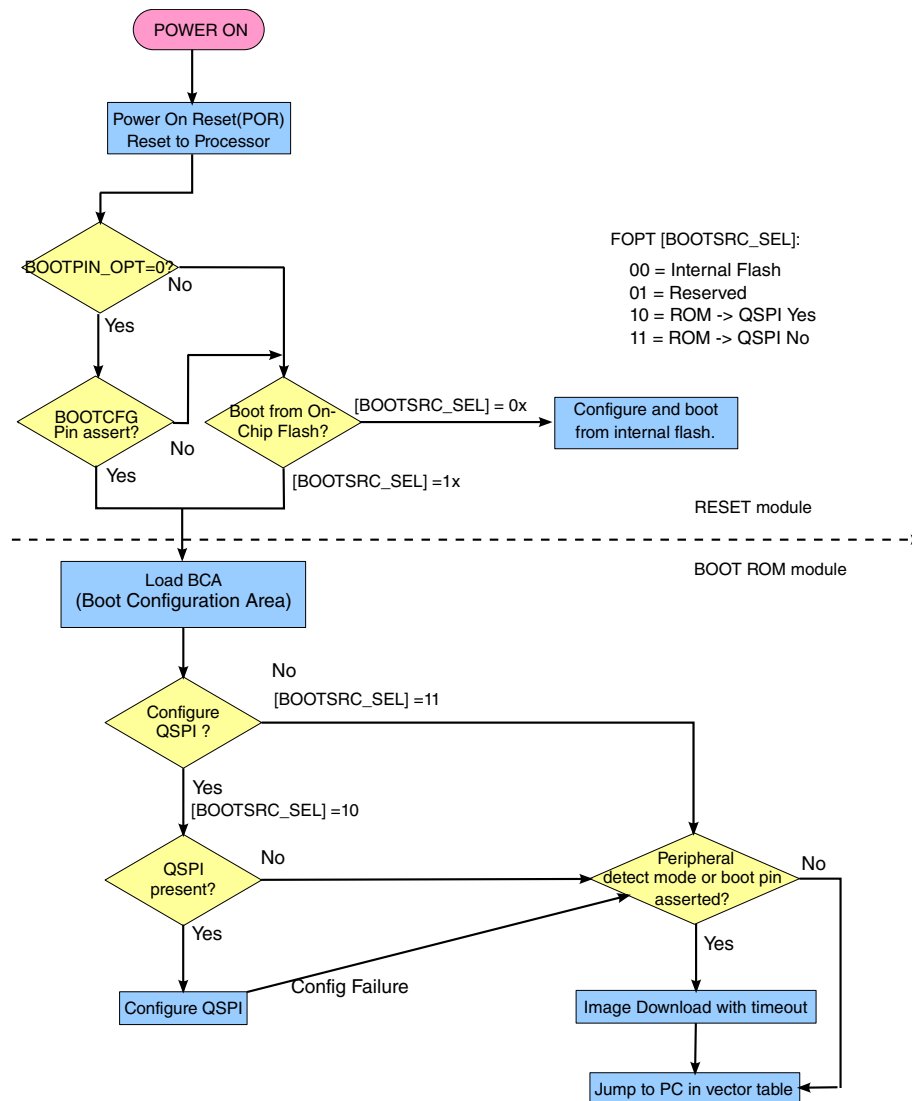 POWER ON
Power On Reset(POR)
Reset to Processor
BOOTPIN_OPT=0?
No
Yes
FOPT [BOOTSRC_SEL]:
00 = Internal Flash
01 = Reserved
10 = ROM -> QSPI Yes
11 = ROM -> QSPI No
BOOTCFG
Pin assert?
No
Yes
Boot from On-
Chip Flash?
[BOOTSRC_SEL] = 0x
Configure and boot
from internal flash.
[BOOTSRC_SEL] =1x
RESET module
BOOT ROM module
Load BCA
(Boot Configuration Area)
No
[BOOTSRC_SEL] =11
Configure
QSPI ?
Yes
[BOOTSRC_SEL] =10
QSPI
present?
No
Yes
Peripheral
detect mode or boot pin
asserted?
No
Yes
Configure QSPI
Config Failure
Image Download with timeout
Jump to PC in vector table